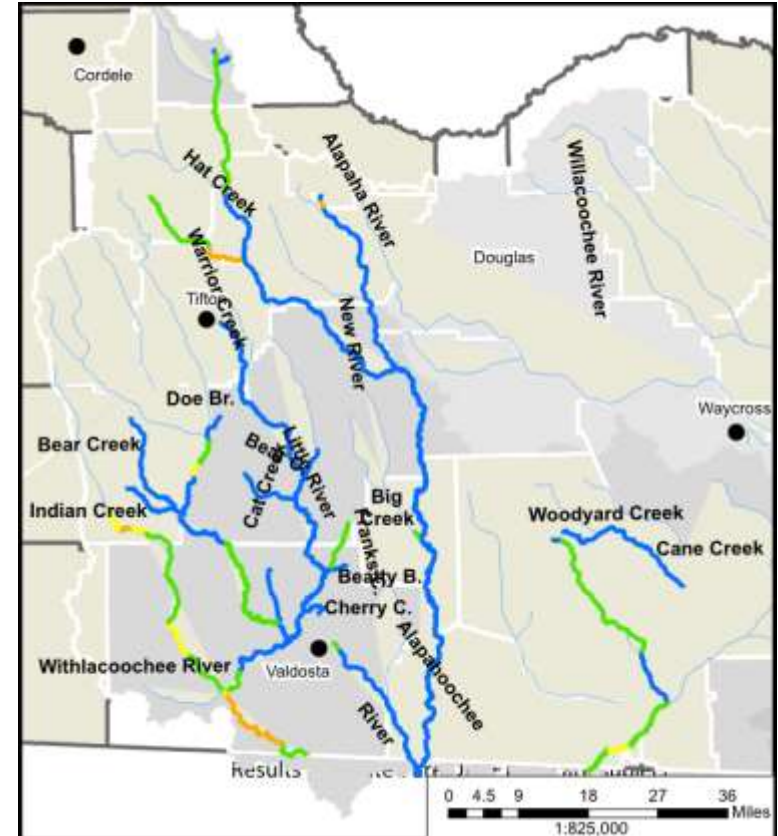 Cordele
Hat Creek
Alapaha River
Willacoochee River
Douglas
Warrior Creek
Tifton
New River
Doe Br.
Waycross
Bear Creek
Little River
Cat Creek
Big
Creek
Indian Creek
Franks C.
Woodyard Creek
Cane Creek
Beatty B.
Cherry C.
Withlacoochee River
Valdosta
Alapahoochee
River
Results
0 4.5 9 18 27 36
Miles
1:825,000